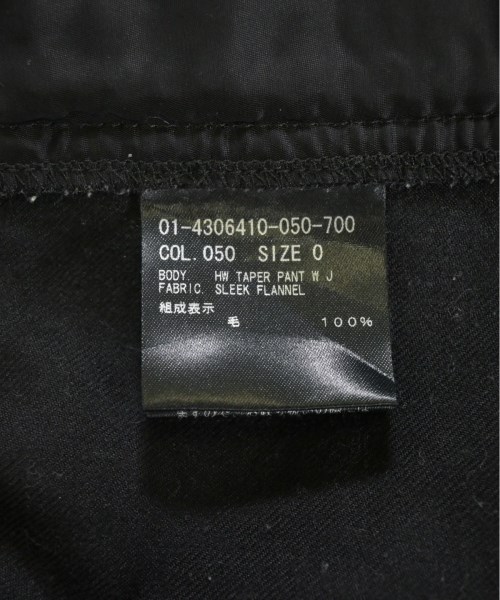 01-4306410-050-700
COL. 050 SIZE 0
BODY. HW TAPER PANT W J
FABRIC. SLEEK FLANNEL
組成表示
毛 100%